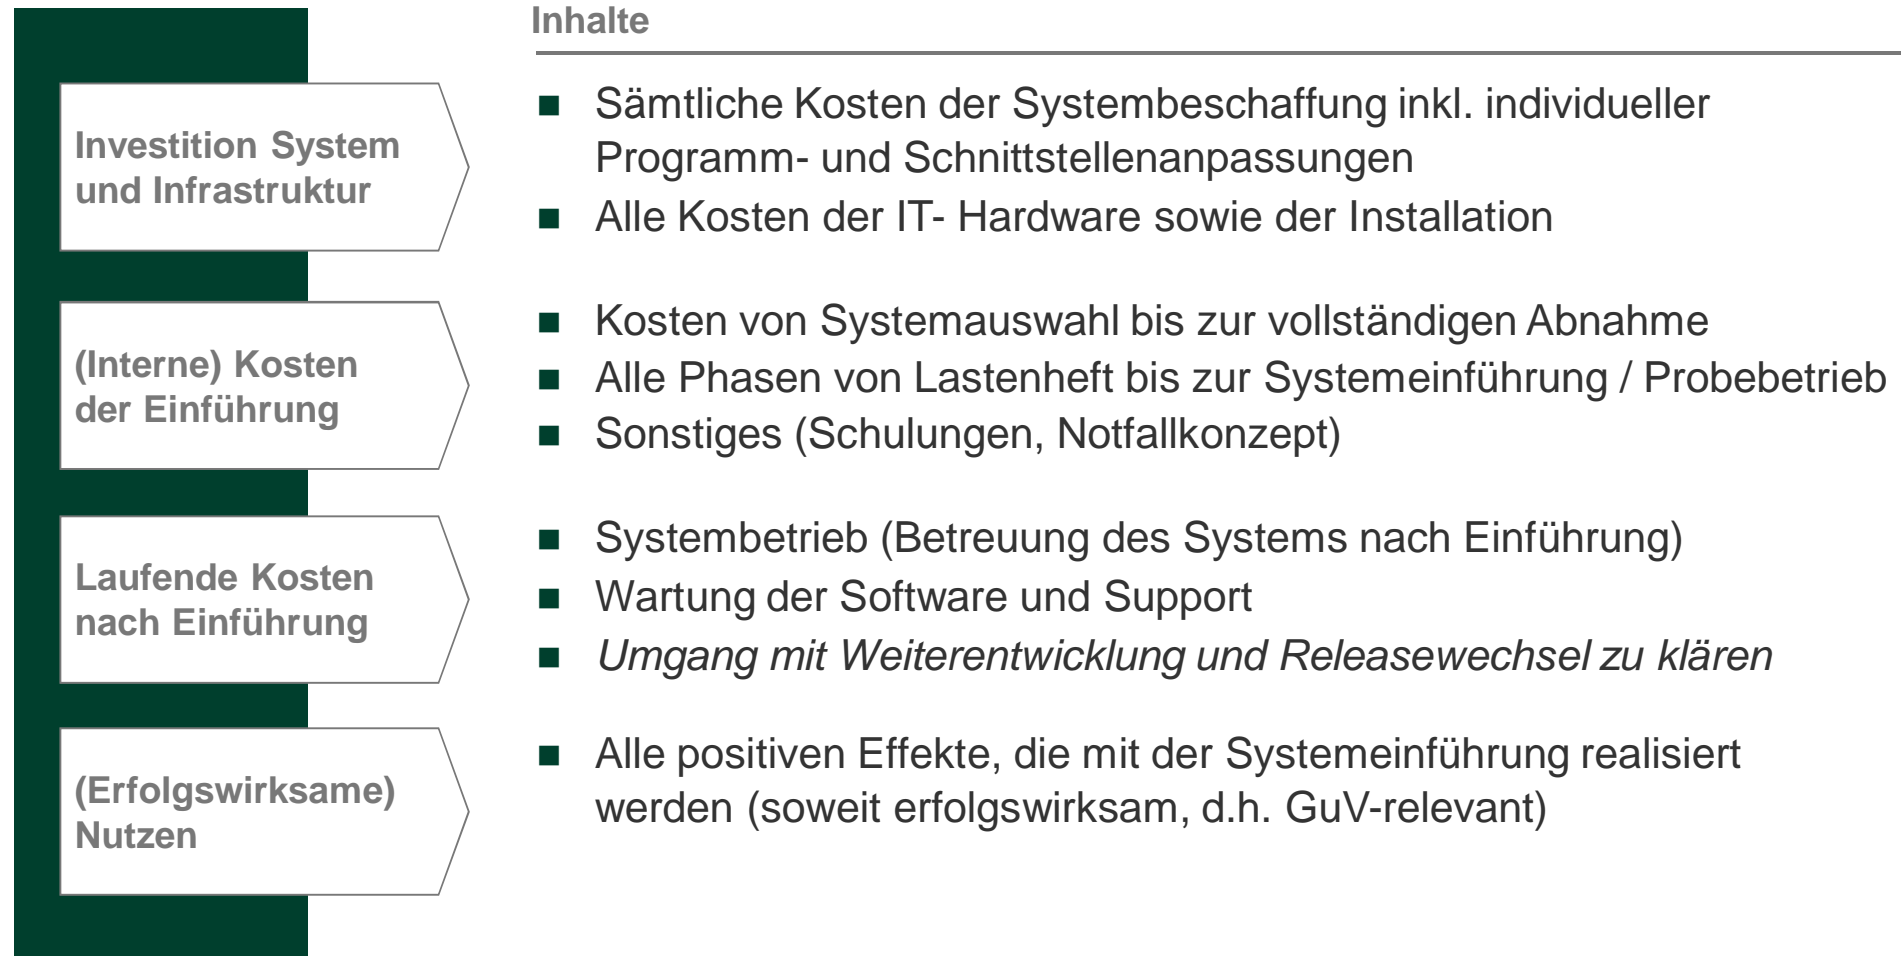 Inhalte
Investition System
und Infrastruktur
Sämtliche Kosten der Systembeschaffung inkl. individueller
Programm- und Schnittstellenanpassungen
Alle Kosten der IT- Hardware sowie der Installation
(Interne) Kosten
der Einführung
Kosten von Systemauswahl bis zur vollständigen Abnahme
Alle Phasen von Lastenheft bis zur Systemeinführung / Probebetrieb
Sonstiges (Schulungen, Notfallkonzept)
Laufende Kosten
nach Einführung
Systembetrieb (Betreuung des Systems nach Einführung)
Wartung der Software und Support
Umgang mit Weiterentwicklung und Releasewechsel zu klären
(Erfolgswirksame)
Nutzen
Alle positiven Effekte, die mit der Systemeinführung realisiert
werden (soweit erfolgswirksam, d.h. GuV-relevant)